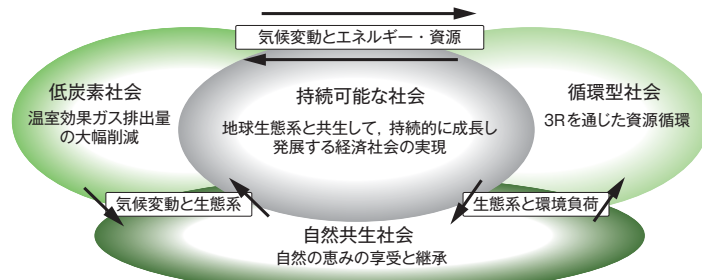 気候変動とエネルギー・資源
低炭素社会
温室効果ガス排出量
の大幅削減
持続可能な社会
地球生態系と共生して，持続的に成長し
発展する経済社会の実現
循環型社会
3Rを通じた資源循環
気候変動と生態系
生態系と環境負荷
自然共生社会
自然の恵みの享受と継承